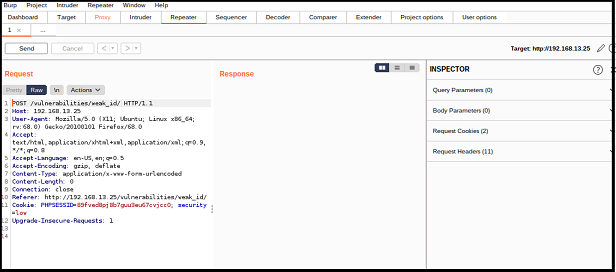 Burp Project Intruder Repeater Window Help
Dashboard Target Proxy Intruder Repeater Sequencer Decoder Comparer Extender Project options User options
1 × ...
Send Cancel < > Target: http://192.168.13.25 ?
Request Response INSPECTOR ?
Pretty Raw \n Actions
Query Parameters (0)
Body Parameters (0)
Request Cookies (2)
Request Headers (11)
1 POST /vulnerabilities/weak_id/ HTTP/1.1
2 Host: 192.168.13.25
3 User-Agent: Mozilla/5.0 (X11; Ubuntu; Linux x86_64;
rv:68.0) Gecko/20100101 Firefox/68.0
4 Accept:
text/html,application/xhtml+xml,application/xml;q=0.9,
*/*;q=0.8
5 Accept-Language: en-US,en;q=0.5
6 Accept-Encoding: gzip, deflate
7 Content-Type: application/x-www-form-urlencoded
8 Content-Length: 0
9 Connection: close
10 Referer: http://192.168.13.25/vulnerabilities/weak_id/
11 Cookie: PHPSESSID= ; security
=low
12 Upgrade-Insecure-Requests: 1
13
14